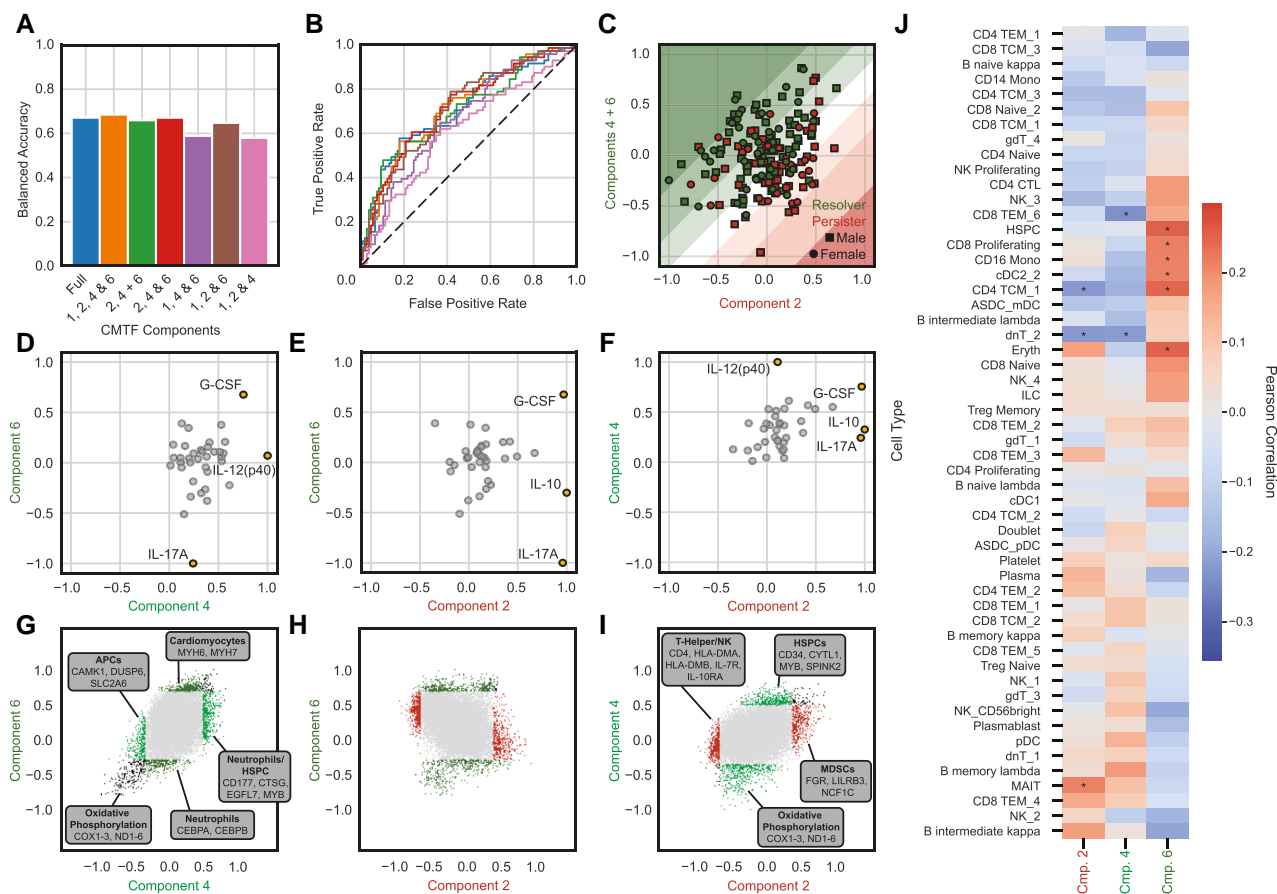 A
Balanced Accuracy
1.0
0.8
0.6
0.4
0.2
0.0
Full
1, 2, 4 & 6
2, 4 + 6
2, 4 & 6
1, 4 & 6
1, 2 & 6
1, 2 & 4
CMTF Components
B
True Positive Rate
1.0
0.8
0.6
0.4
0.2
0.0 0.2 0.4 0.6 0.8 1.0
False Positive Rate
C
Components 4 + 6
1.0
0.5
0.0
−0.5
−1.0
Resolver
Persister
Male
Female
−1.0 −0.5 0.0 0.5 1.0
Component 2
D
Component 6
1.0
0.5
0.0
−0.5
−1.0
G-CSF
IL-12(p40)
IL-17A
−1.0 −0.5 0.0 0.5 1.0
Component 4
E
Component 6
1.0
0.5
0.0
−0.5
−1.0
G-CSF
IL-10
IL-17A
−1.0 −0.5 0.0 0.5 1.0
Component 2
F
Component 4
1.0
0.5
0.0
−0.5
−1.0
IL-12(p40)
G-CSF
IL-10
IL-17A
−1.0 −0.5 0.0 0.5 1.0
Component 2
G
Component 6
1.0
0.5
0.0
−0.5
−1.0
Cardiomyocytes
MYH6, MYH7
APCs
CAMK1, DUSP6,
SLC2A6
Neutrophils/
HSPC
CD177, CTSG,
EGFL7, MYB
Oxidative
Phosphorylation
COX1-3, ND1-6
Neutrophils
CEBPA, CEBPB
−1.0 −0.5 0.0 0.5 1.0
Component 4
H
Component 6
1.0
0.5
0.0
−0.5
−1.0
−1.0 −0.5 0.0 0.5 1.0
Component 2
I
Component 4
1.0
0.5
0.0
−0.5
−1.0
T-Helper/NK
CD4, HLA-DMA,
HLA-DMB, IL-7R,
IL-10RA
HSPCs
CD34, CYTL1,
MYB, SPINK2
MDSCs
FGR, LILRB3,
NCF1C
Oxidative
Phosphorylation
COX1-3, ND1-6
−1.0 −0.5 0.0 0.5 1.0
Component 2
J
Cell Type
CD4 TEM_1
CD8 TCM_3
B naive kappa
CD14 Mono
CD4 TCM_3
CD8 Naive_2
CD8 TCM_1
gdT_4
CD4 Naive
NK Proliferating
CD4 CTL
NK_3
CD8 TEM_6 *
HSPC *
CD8 Proliferating *
CD16 Mono *
cDC2_2 *
CD4 TCM_1 * *
ASDC_mDC
B intermediate lambda
dnT_2 * *
Eryth *
CD8 Naive
NK_4
ILC
Treg Memory
CD8 TEM_2
gdT_1
CD8 TEM_3
CD4 Proliferating
B naive lambda
cDC1
CD4 TCM_2
Doublet
ASDC_pDC
Platelet
Plasma
CD4 TEM_2
CD8 TEM_1
CD8 TCM_2
B memory kappa
CD8 TEM_5
Treg Naive
NK_1
gdT_3
NK_CD56bright
Plasmablast
pDC
dnT_1
B memory lambda
MAIT *
CD8 TEM_4
NK_2
B intermediate kappa
Cmp. 2
Cmp. 4
Cmp. 6
0.2
0.1
0.0
−0.1
−0.2
−0.3
Pearson Correlation